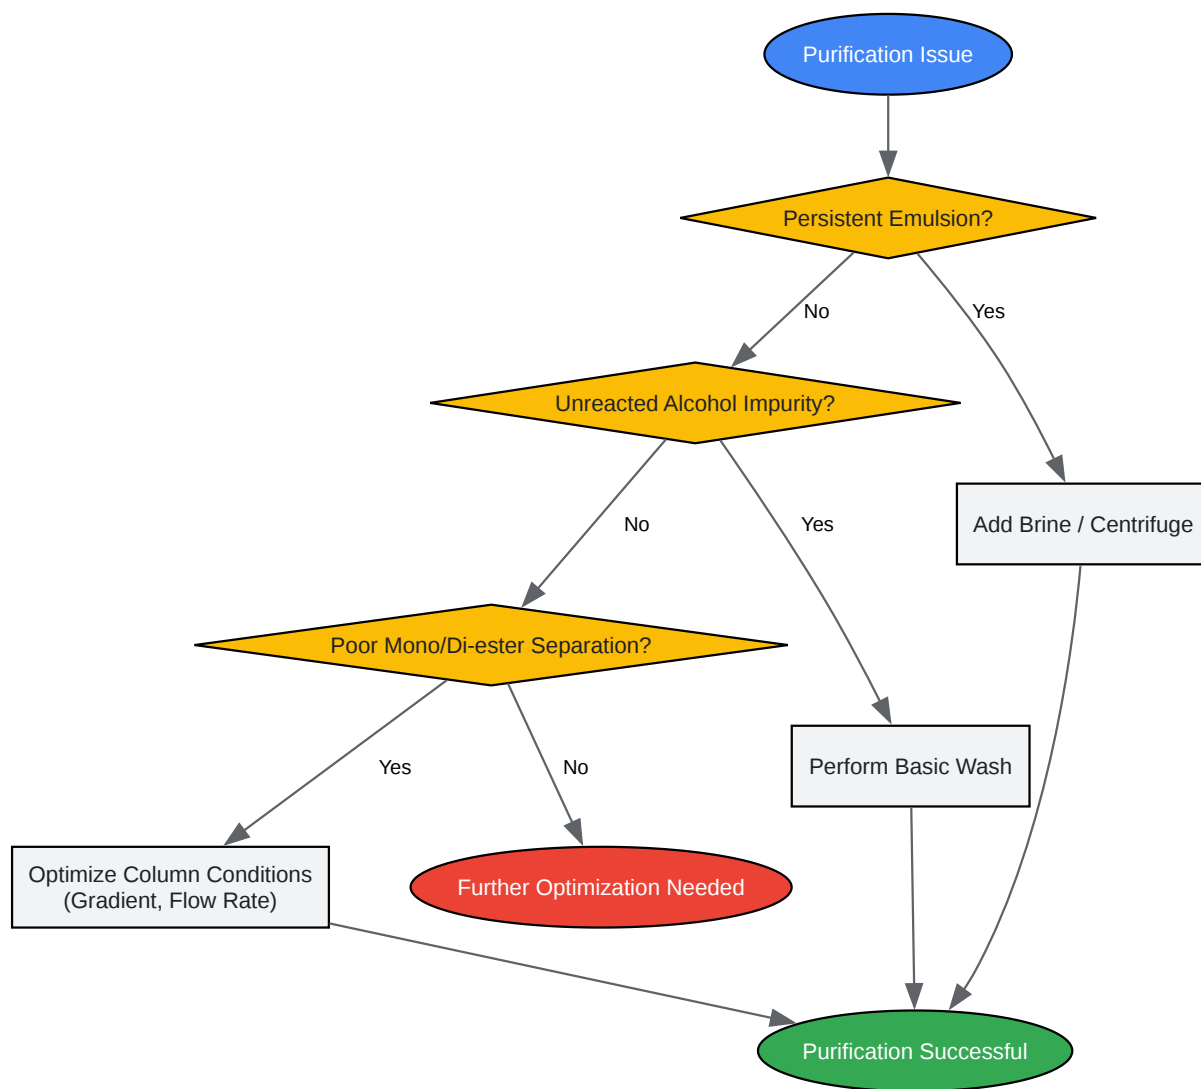 Purification Issue
Persistent Emulsion?
No
Yes
Unreacted Alcohol Impurity?
No
Yes
Add Brine / Centrifuge
Poor Mono/Di-ester Separation?
Yes
No
Perform Basic Wash
Optimize Column Conditions
(Gradient, Flow Rate)
Further Optimization Needed
Purification Successful